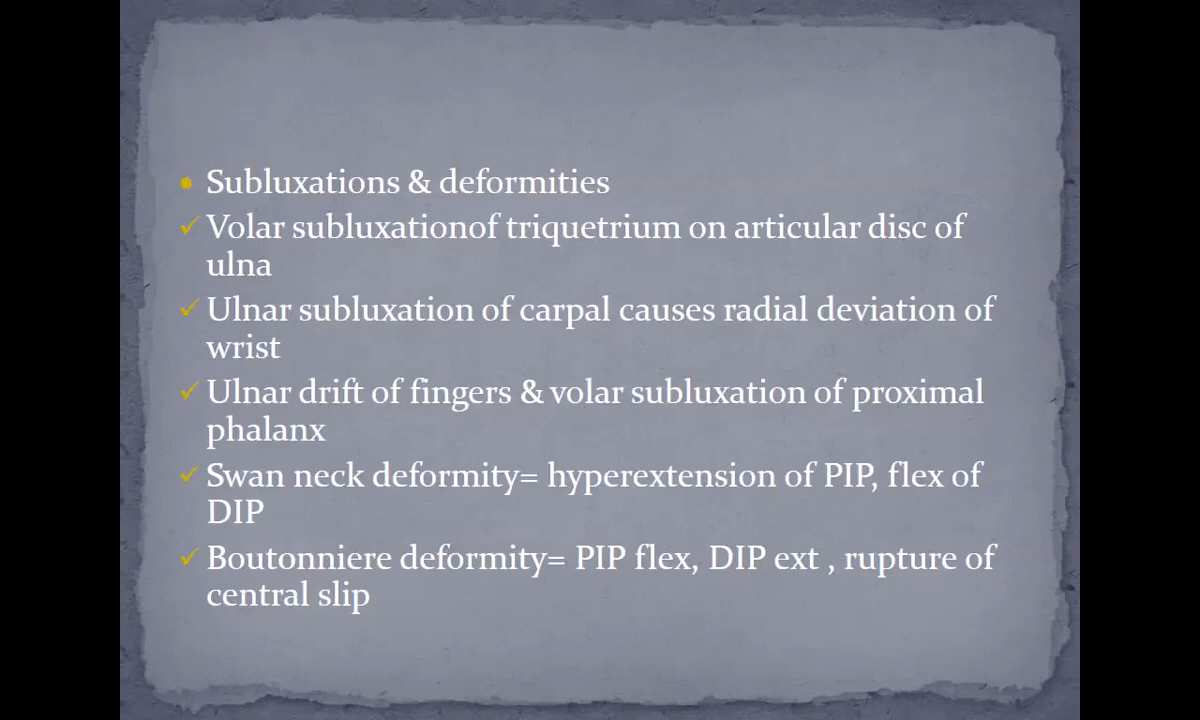 • Subluxations & deformities
✓ Volar subluxationof triquetrium on articular disc of
ulna
✓ Ulnar subluxation of carpal causes radial deviation of
wrist
✓ Ulnar drift of fingers & volar subluxation of proximal
phalanx
✓ Swan neck deformity= hyperextension of PIP, flex of
DIP
✓ Boutonniere deformity= PIP flex, DIP ext , rupture of
central slip